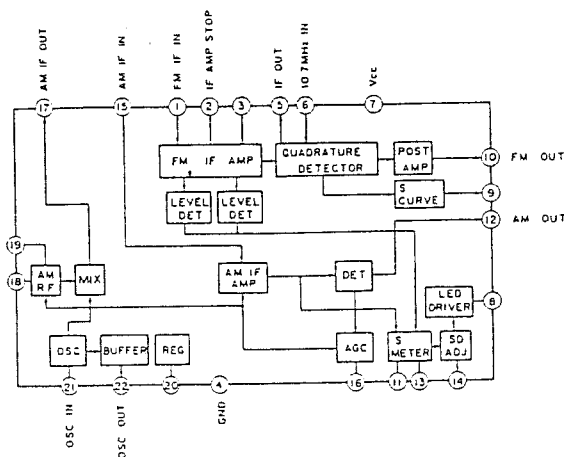 AM IF OUT
AM IF IN
FM IF IN
IF AMP STOP
IF OUT
10.7MHz IN
Vcc
17
15
1
2
3
5
6
7
FM IF AMP
QUADRATURE
DETECTOR
POST
AMP
10
FM OUT
LEVEL
DET
LEVEL
DET
S
CURVE
9
12
AM OUT
19
18
AM
RF
MIX
AM IF
AMP
DET
LED
DRIVER
8
OSC
BUFFER
REG
AGC
S
METER
SD
ADJ
21
22
20
4
16
11
13
14
OSC IN
OSC OUT
GND